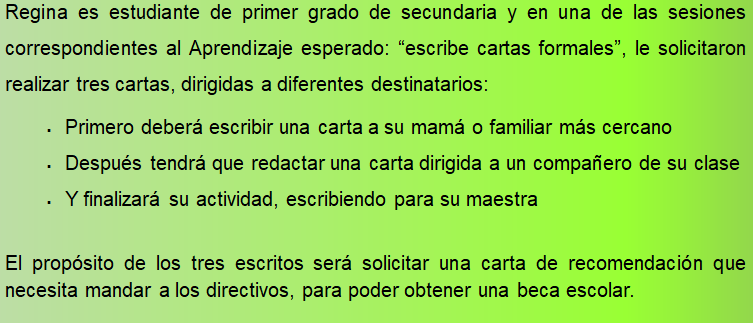 Regina es estudiante de primer grado de secundaria y en una de las sesiones
correspondientes al Aprendizaje esperado: “escribe cartas formales”, le solicitaron
realizar tres cartas, dirigidas a diferentes destinatarios:
• Primero deberá escribir una carta a su mamá o familiar más cercano
• Después tendrá que redactar una carta dirigida a un compañero de su clase
• Y finalizará su actividad, escribiendo para su maestra
El propósito de los tres escritos será solicitar una carta de recomendación que
necesita mandar a los directivos, para poder obtener una beca escolar.